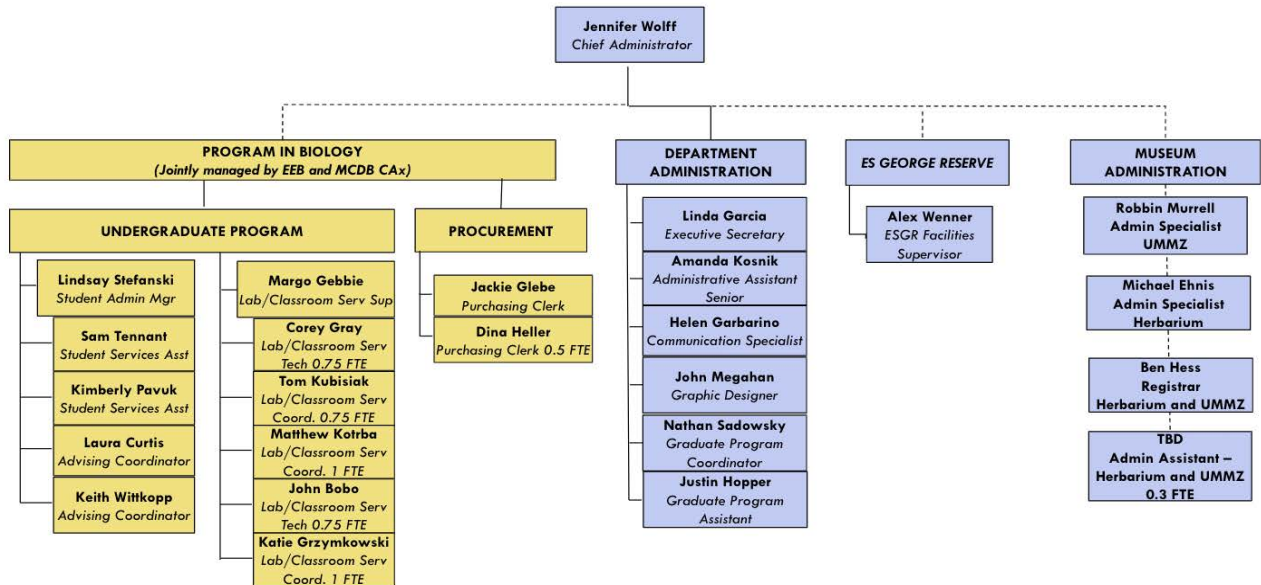 Jennifer Wolff
Chief Administrator
PROGRAM IN BIOLOGY
(Jointly managed by EEB and MCDB CAx)
UNDERGRADUATE PROGRAM
Lindsay Stefanski
Student Admin Mgr
Sam Tennant
Student Services Asst
Kimberly Pavuk
Student Services Asst
Laura Curtis
Advising Coordinator
Keith Wittkopp
Advising Coordinator
Margo Gebbie
Lab/Classroom Serv Sup
Corey Gray
Lab/Classroom Serv
Tech 0.75 FTE
Tom Kubisiak
Lab/Classroom Serv
Coord. 0.75 FTE
Matthew Kotrba
Lab/Classroom Serv
Coord. 1 FTE
John Bobo
Lab/Classroom Serv
Tech 0.75 FTE
Katie Grzymkowski
Lab/Classroom Serv
Coord. 1 FTE
PROCUREMENT
Jackie Glebe
Purchasing Clerk
Dina Heller
Purchasing Clerk 0.5 FTE
DEPARTMENT
ADMINISTRATION
Linda Garcia
Executive Secretary
Amanda Kosnik
Administrative Assistant
Senior
Helen Garbarino
Communication Specialist
John Megahan
Graphic Designer
Nathan Sadowsky
Graduate Program
Coordinator
Justin Hopper
Graduate Program
Assistant
ES GEORGE RESERVE
Alex Wenner
ESGR Facilities
Supervisor
MUSEUM
ADMINISTRATION
Robbin Murrell
Admin Specialist
UMMZ
Michael Ehnis
Admin Specialist
Herbarium
Ben Hess
Registrar
Herbarium and UMMZ
TBD
Admin Assistant –
Herbarium and UMMZ
0.3 FTE